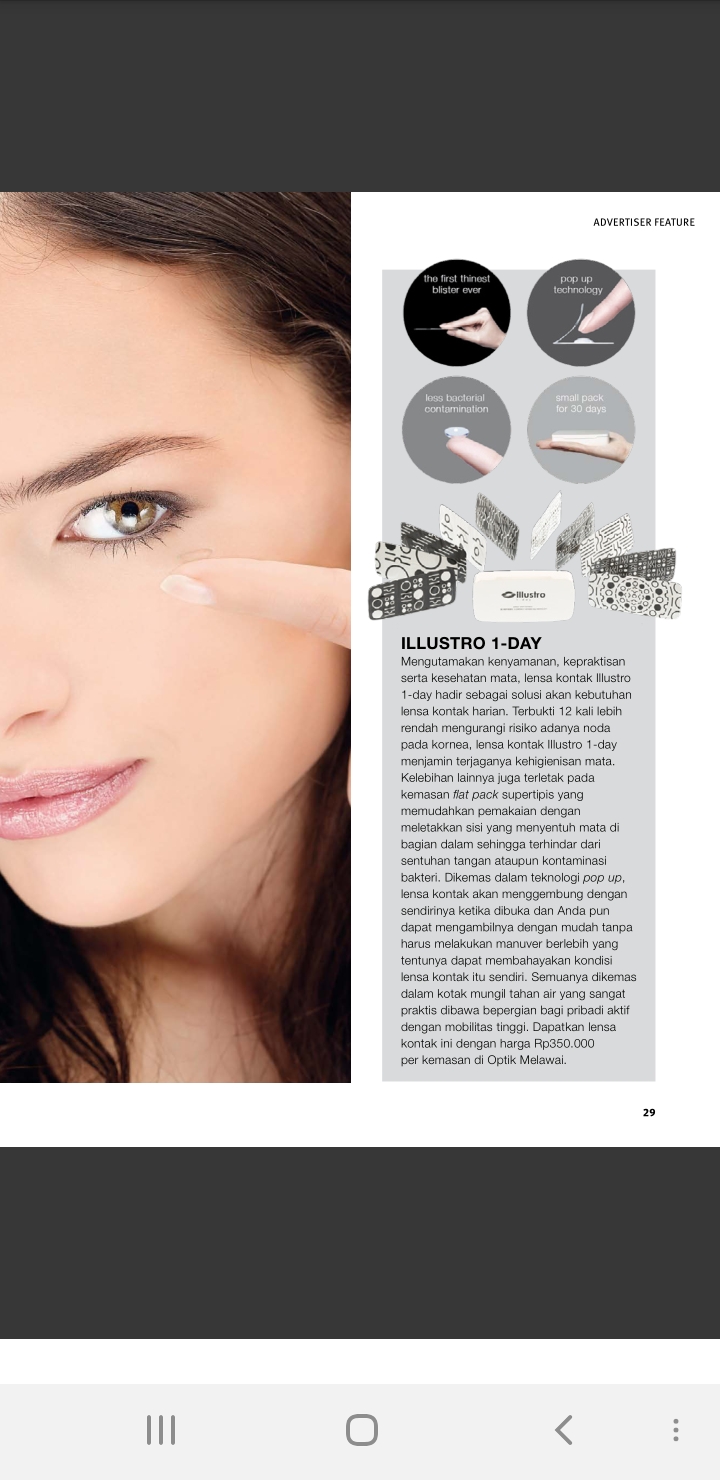 ADVERTISER FEATURE
the first thinest
blister ever
pop up
technology
less bacterial
contamination
small pack
for 30 days
illustro
ILLUSTRO 1-DAY
Mengutamakan kenyamanan, kepraktisan
serta kesehatan mata, lensa kontak Illustro
1-day hadir sebagai solusi akan kebutuhan
lensa kontak harian. Terbukti 12 kali lebih
rendah mengurangi risiko adanya noda
pada kornea, lensa kontak Illustro 1-day
menjamin terjaganya kehigienisan mata.
Kelebihan lainnya juga terletak pada
kemasan flat pack supertipis yang
memudahkan pemakaian dengan
meletakkan sisi yang menyentuh mata di
bagian dalam sehingga terhindar dari
sentuhan tangan ataupun kontaminasi
bakteri. Dikemas dalam teknologi pop up,
lensa kontak akan menggembung dengan
sendirinya ketika dibuka dan Anda pun
dapat mengambilnya dengan mudah tanpa
harus melakukan manuver berlebih yang
tentunya dapat membahayakan kondisi
lensa kontak itu sendiri. Semuanya dikemas
dalam kotak mungil tahan air yang sangat
praktis dibawa bepergian bagi pribadi aktif
dengan mobilitas tinggi. Dapatkan lensa
kontak ini dengan harga Rp350.000
per kemasan di Optik Melawai.
29